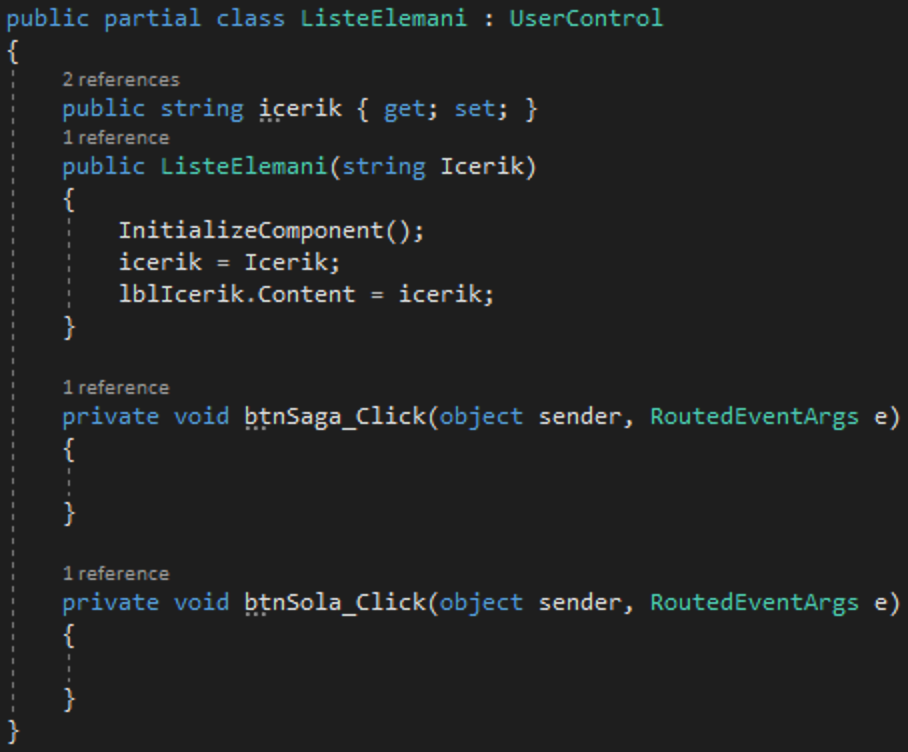 public partial class ListeElemani : UserControl
{
2 references
public string icerik { get; set; }
1 reference
public ListeElemani(string Icerik)
{
InitializeComponent();
icerik = Icerik;
lblIcerik.Content = icerik;
}
1 reference
private void btnSaga_Click(object sender, RoutedEventArgs e)
{
}
1 reference
private void btnSola_Click(object sender, RoutedEventArgs e)
{
}
}